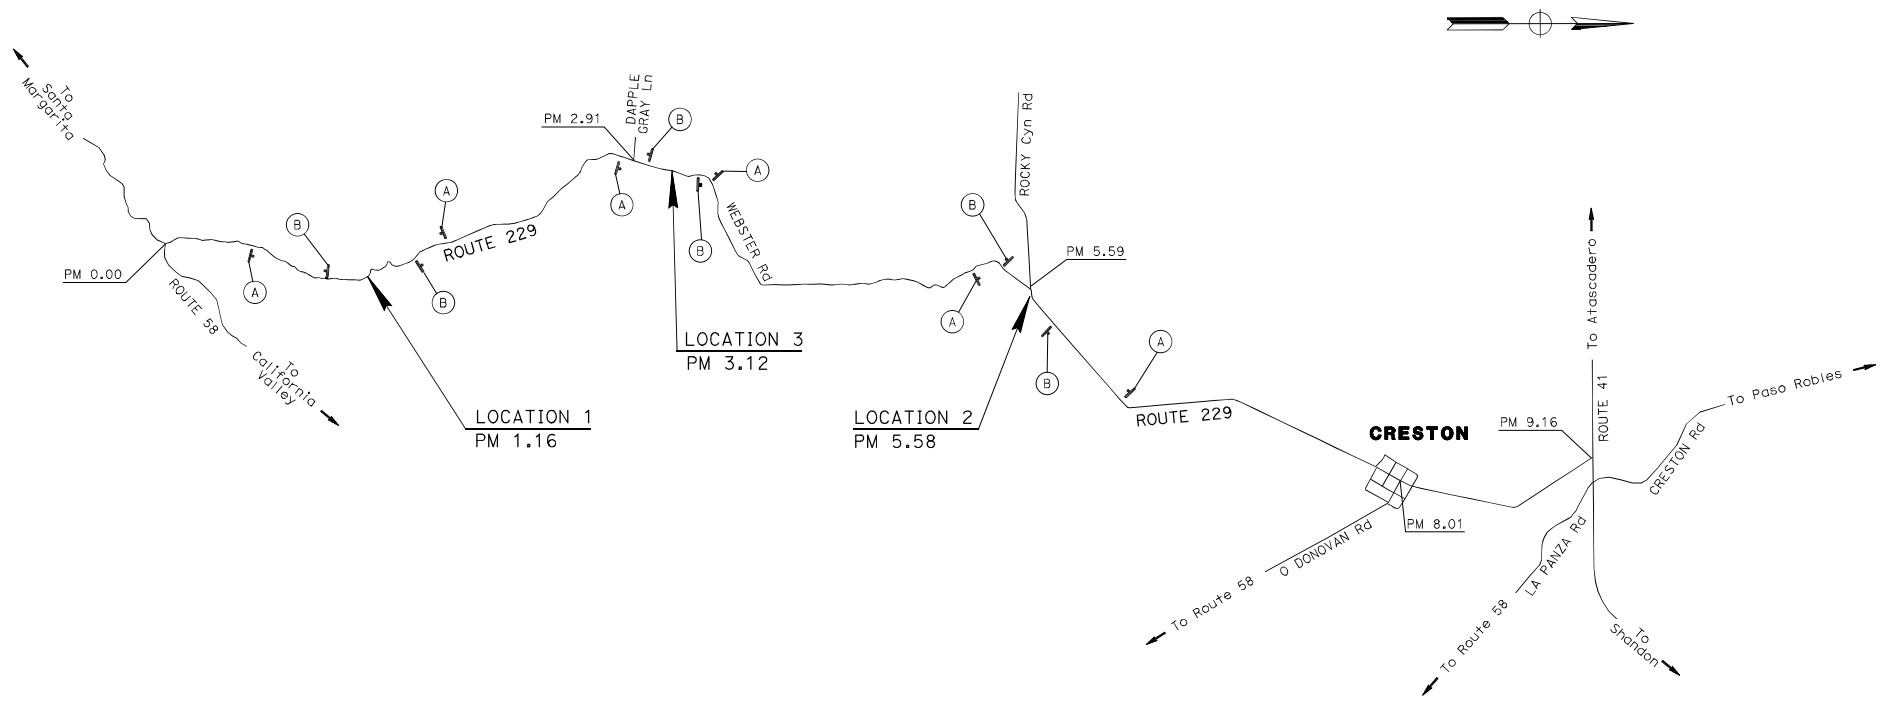 To
Santa
Margarita
PM 0.00
ROUTE 58
To
California
Valley
A
B
A
B
ROUTE 229
LOCATION 1
PM 1.16
PM 2.91
DAPPLE
GRAY Ln
B
A
B
A
WEBSTER Rd
LOCATION 3
PM 3.12
B
A
ROCKY Cyn Rd
PM 5.59
LOCATION 2
PM 5.58
B
A
ROUTE 229
CRESTON
PM 8.01
O DONOVAN Rd
To Route 58
PM 9.16
To Atascadero
ROUTE 41
To Paso Robles
CRESTON Rd
LA PANZA Rd
To Route 58
To
Shandon